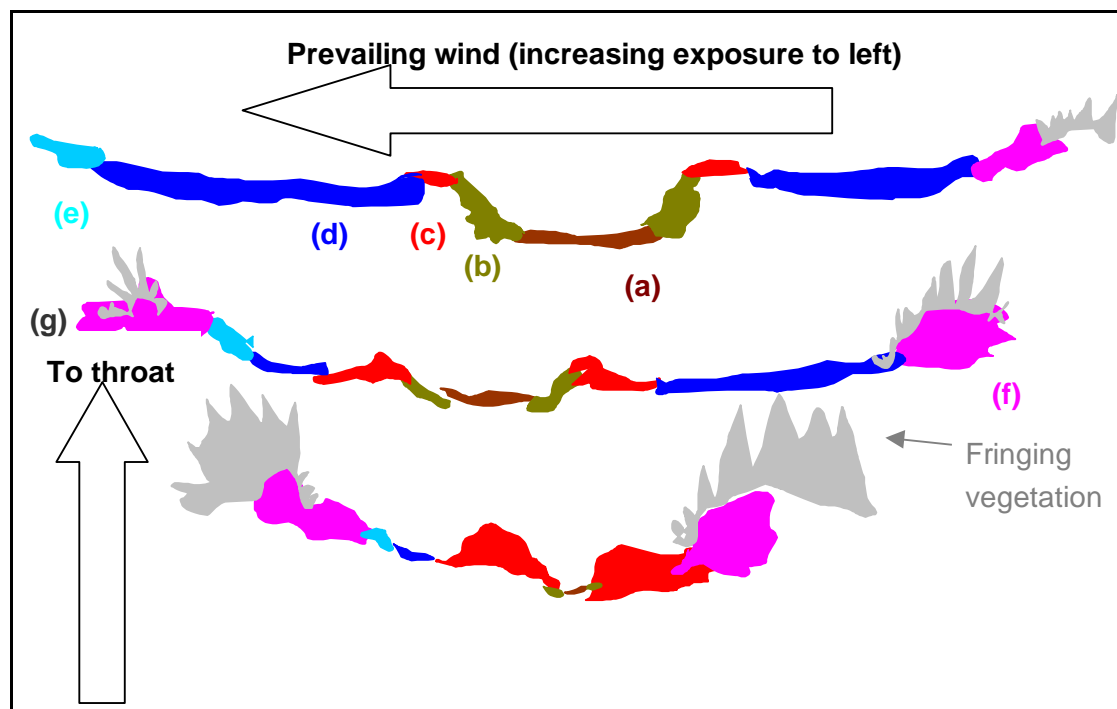 Prevailing wind (increasing exposure to left)
(e)
(d)
(c)
(b)
(a)
(g)
To throat
(f)
Fringing
vegetation